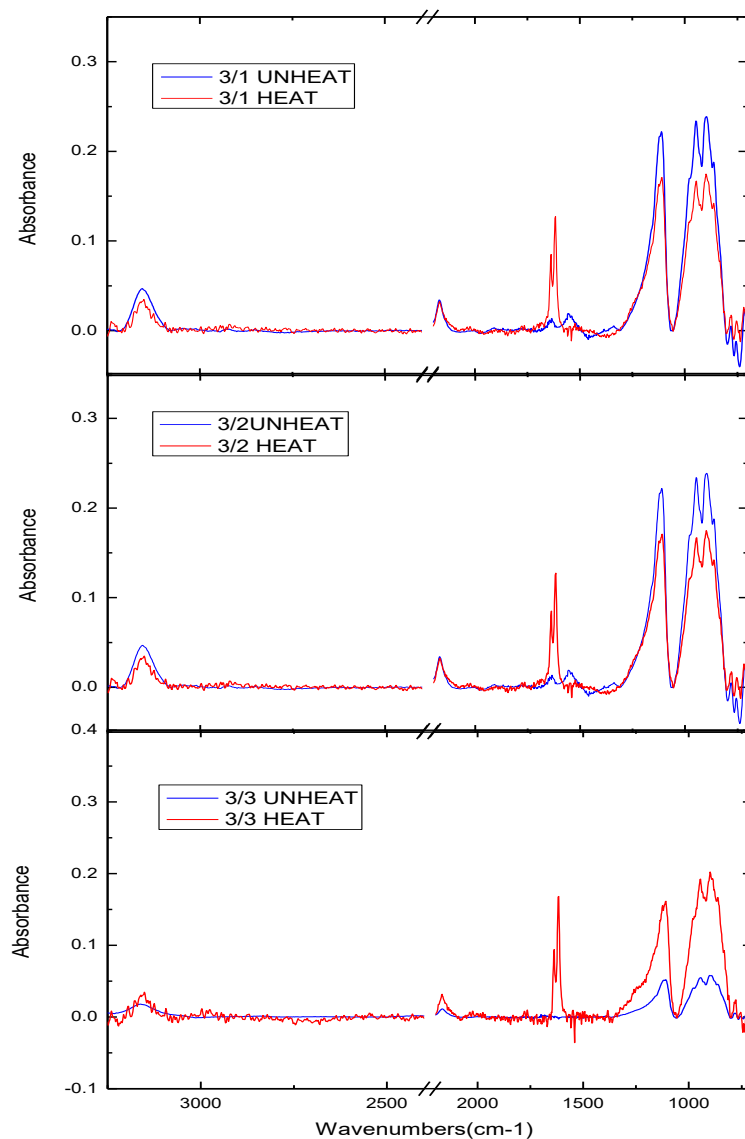 0.3
3/1 UNHEAT
3/1 HEAT
0.2
Absorbance
0.1
0.0
0.3
3/2UNHEAT
3/2 HEAT
0.2
Absorbance
0.1
0.0
0.4
0.3
3/3 UNHEAT
3/3 HEAT
0.2
Absorbance
0.1
0.0
-0.1
3000 2500 2000 1500 1000
Wavenumbers(cm-1)